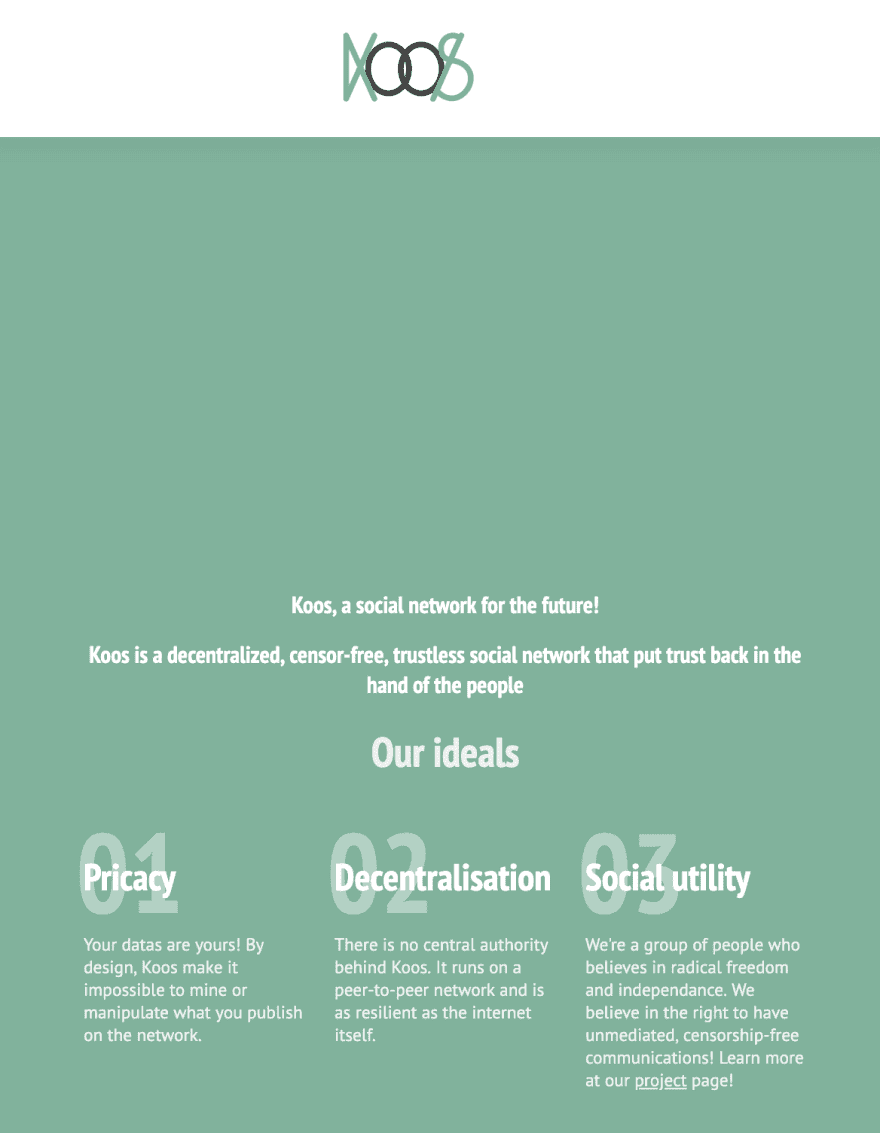 KOOS
Koos, a social network for the future!
Koos is a decentralized, censor-free, trustless social network that put trust back in the
hand of the people
Our ideals
01
Pricacy
Your datas are yours! By
design, Koos make it
impossible to mine or
manipulate what you publish
on the network.
02
Decentralisation
There is no central authority
behind Koos. It runs on a
peer-to-peer network and is
as resilient as the internet
itself.
03
Social utility
We're a group of people who
believes in radical freedom
and independance. We
believe in the right to have
unmediated, censorship-free
communications! Learn more
at our project page!